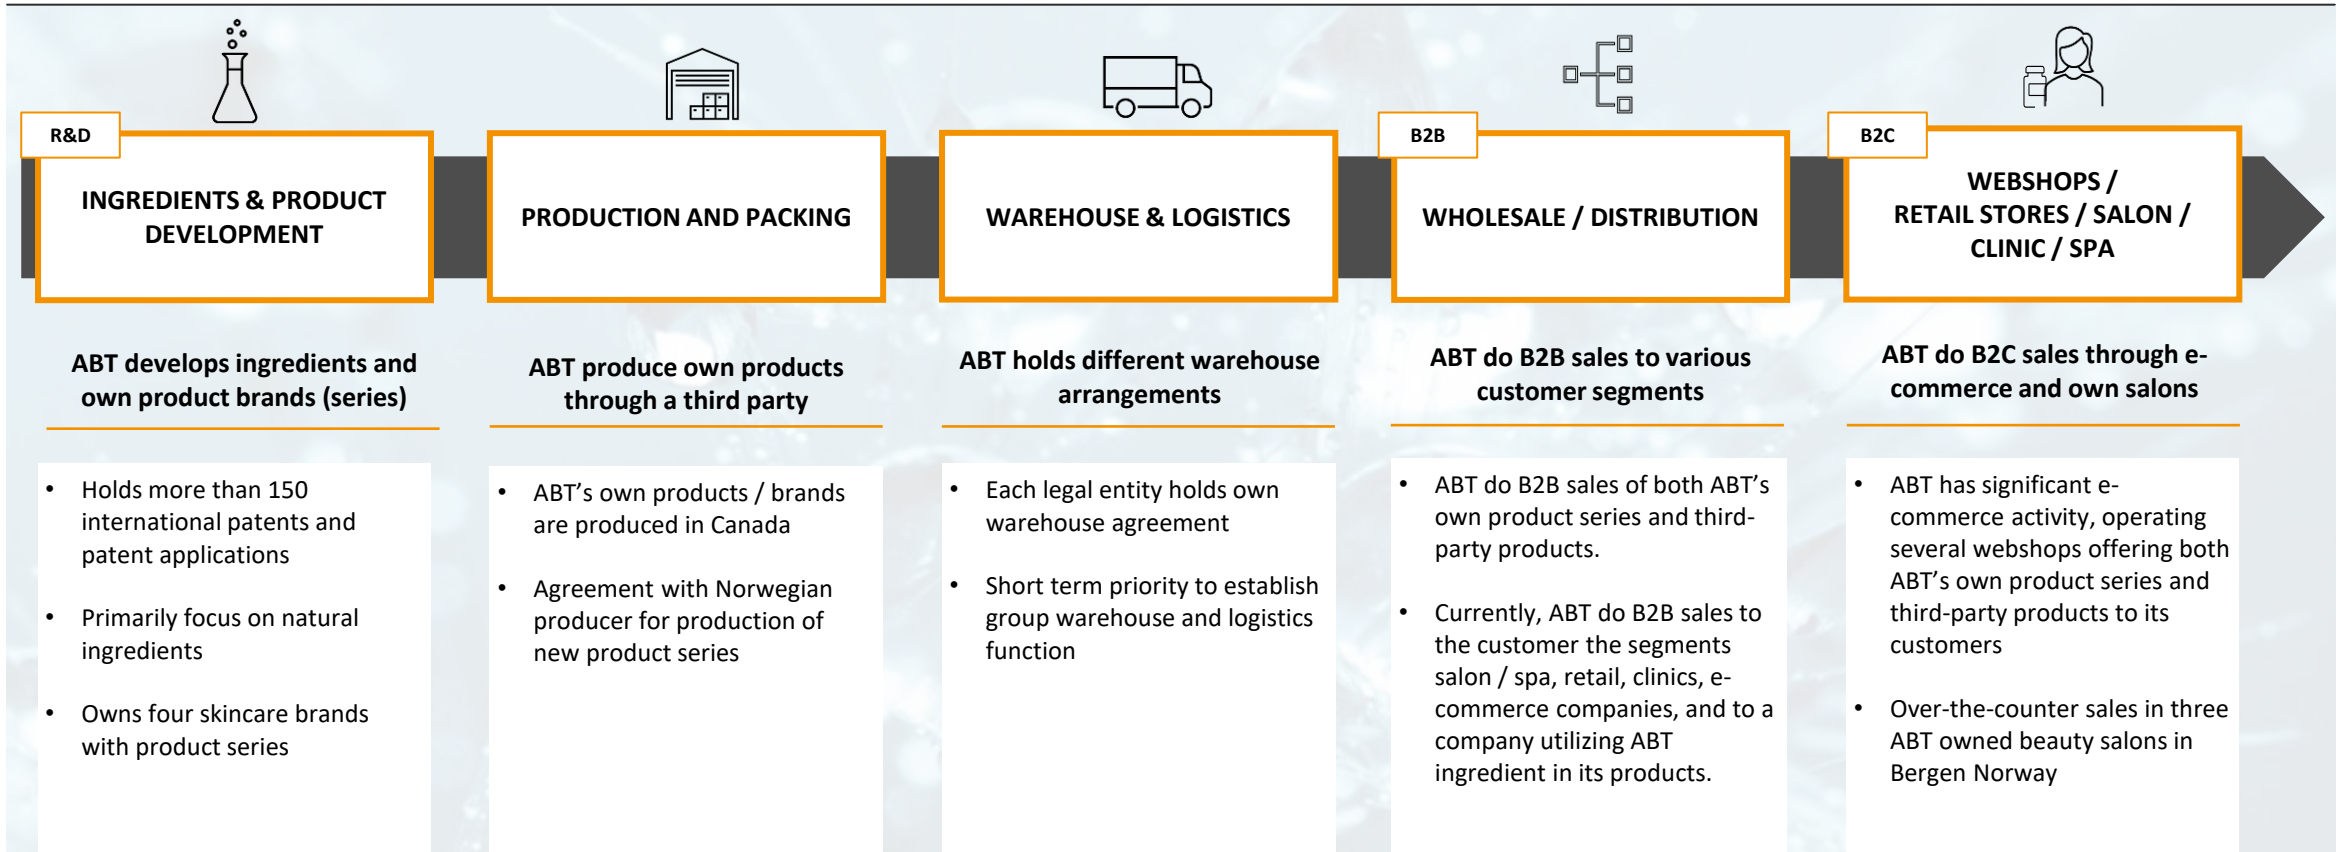 R&D
INGREDIENTS & PRODUCT
DEVELOPMENT
ABT develops ingredients and
own product brands (series)
• Holds more than 150
international patents and
patent applications
• Primarily focus on natural
ingredients
• Owns four skincare brands
with product series
PRODUCTION AND PACKING
ABT produce own products
through a third party
• ABT’s own products / brands
are produced in Canada
• Agreement with Norwegian
producer for production of
new product series
WAREHOUSE & LOGISTICS
ABT holds different warehouse
arrangements
• Each legal entity holds own
warehouse agreement
• Short term priority to establish
group warehouse and logistics
function
B2B
WHOLESALE / DISTRIBUTION
ABT do B2B sales to various
customer segments
• ABT do B2B sales of both ABT’s
own product series and third-
party products.
• Currently, ABT do B2B sales to
the customer the segments
salon / spa, retail, clinics, e-
commerce companies, and to a
company utilizing ABT
ingredient in its products.
B2C
WEBSHOPS /
RETAIL STORES / SALON /
CLINIC / SPA
ABT do B2C sales through e-
commerce and own salons
• ABT has significant e-
commerce activity, operating
several webshops offering both
ABT’s own product series and
third-party products to its
customers
• Over-the-counter sales in three
ABT owned beauty salons in
Bergen Norway